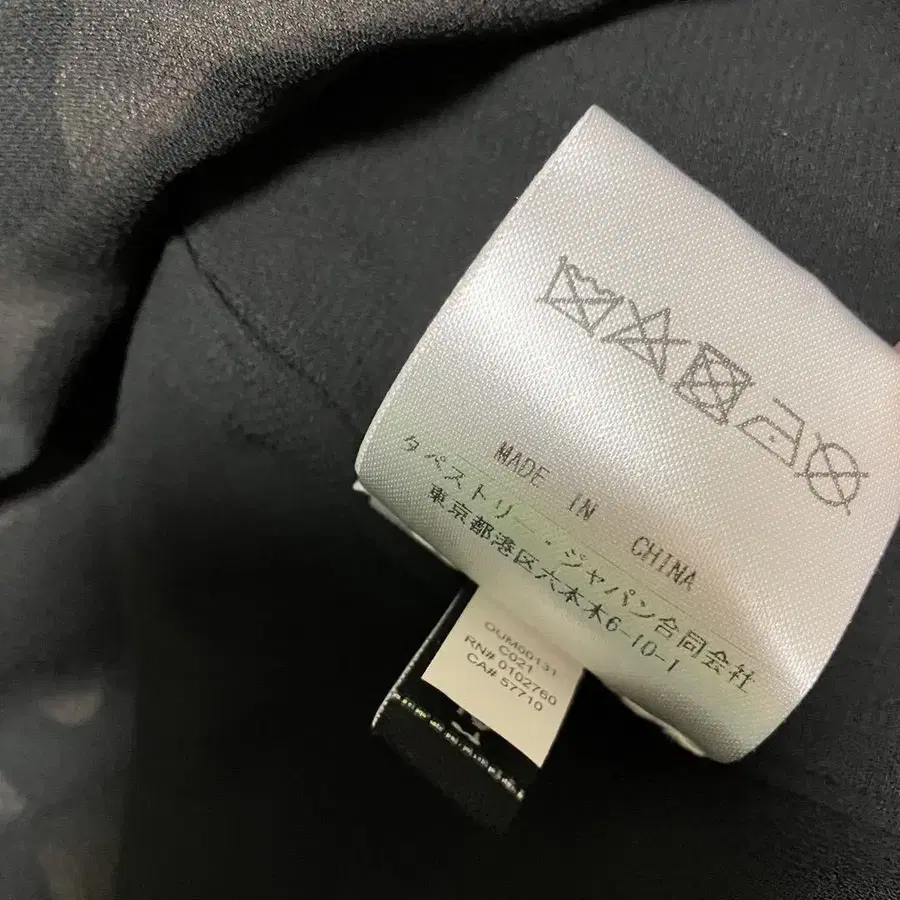 MADE IN CHINA
タペストリー・ジャパン合同会社
東京都港区六本木6-10-1
OUM00131
C021
RN# 0102760
CA# 57710